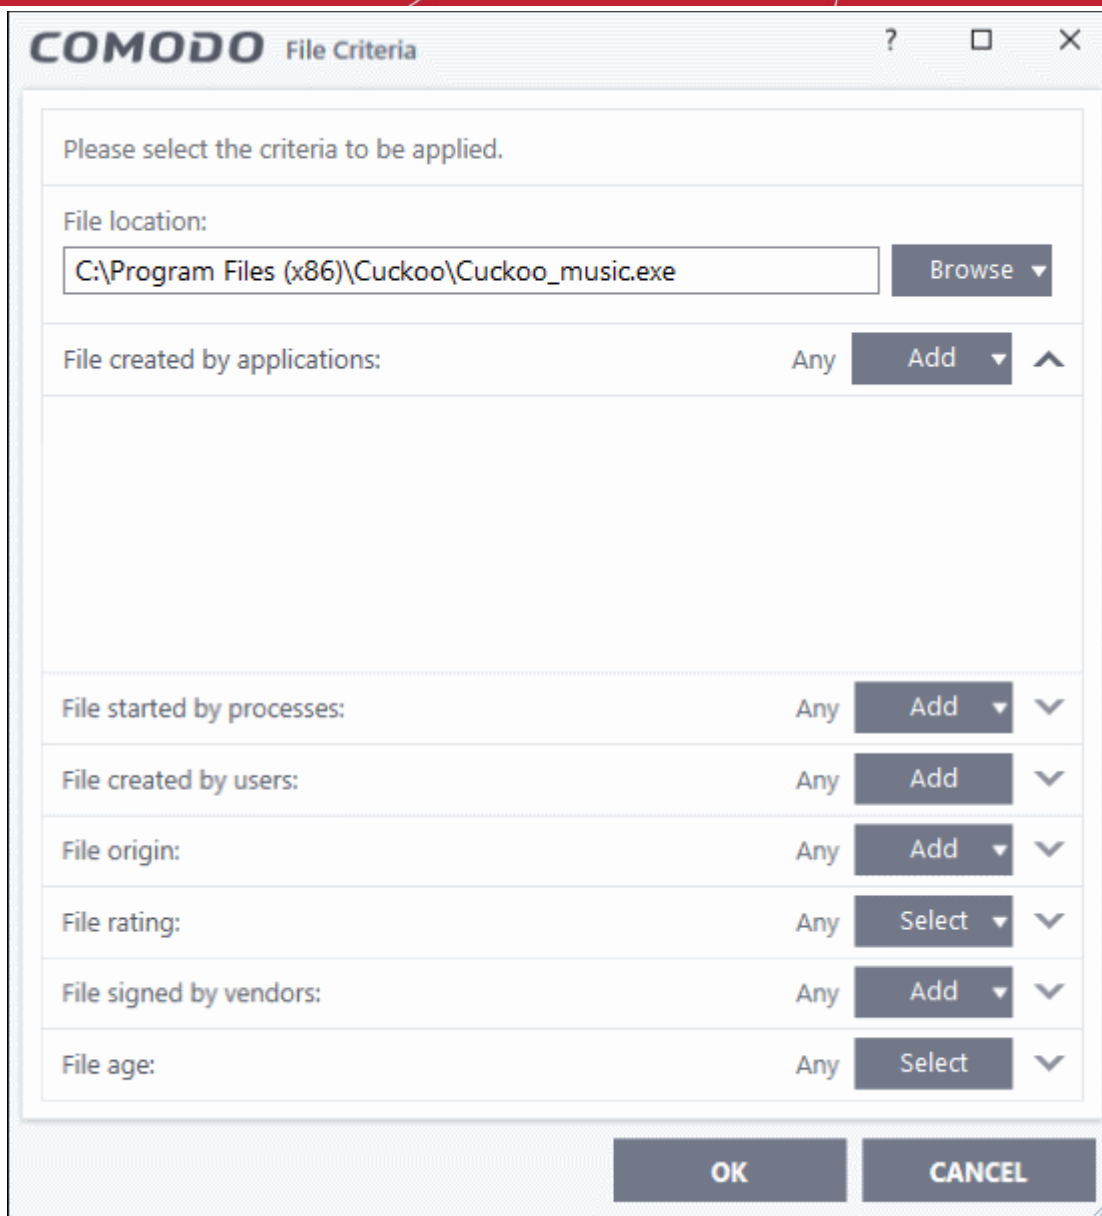 COMODO File Criteria ?
Please select the criteria to be applied.
File location:
C:\Program Files (x86)\Cuckoo\Cuckoo_music.exe Browse
File created by applications: Any Add
File started by processes: Any Add
File created by users: Any Add
File origin: Any Add
File rating: Any Select
File signed by vendors: Any Add
File age: Any Select
OK CANCEL